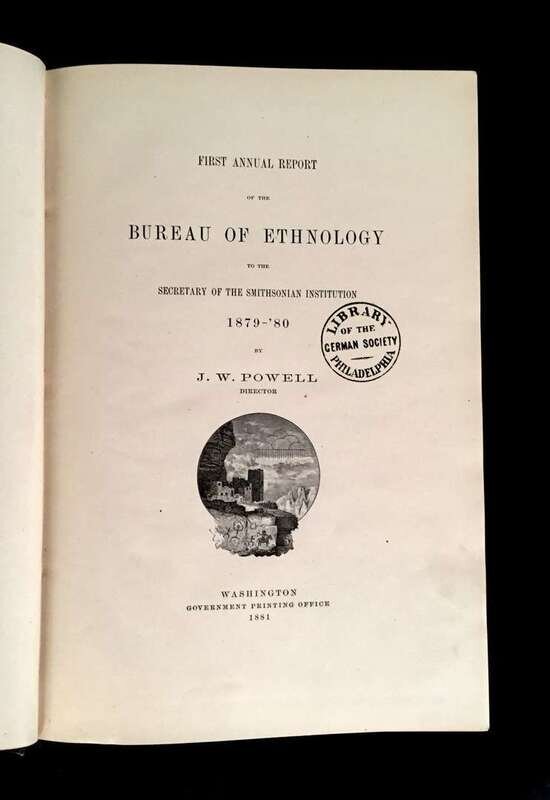 FIRST ANNUAL REPORT
OF THE
BUREAU OF ETHNOLOGY
TO THE
SECRETARY OF THE SMITHSONIAN INSTITUTION
1879-'80
BY
J. W. POWELL
DIRECTOR
LIBRARY
OF THE
GERMAN SOCIETY
PHILADELPHIA
WASHINGTON
GOVERNMENT PRINTING OFFICE
1881